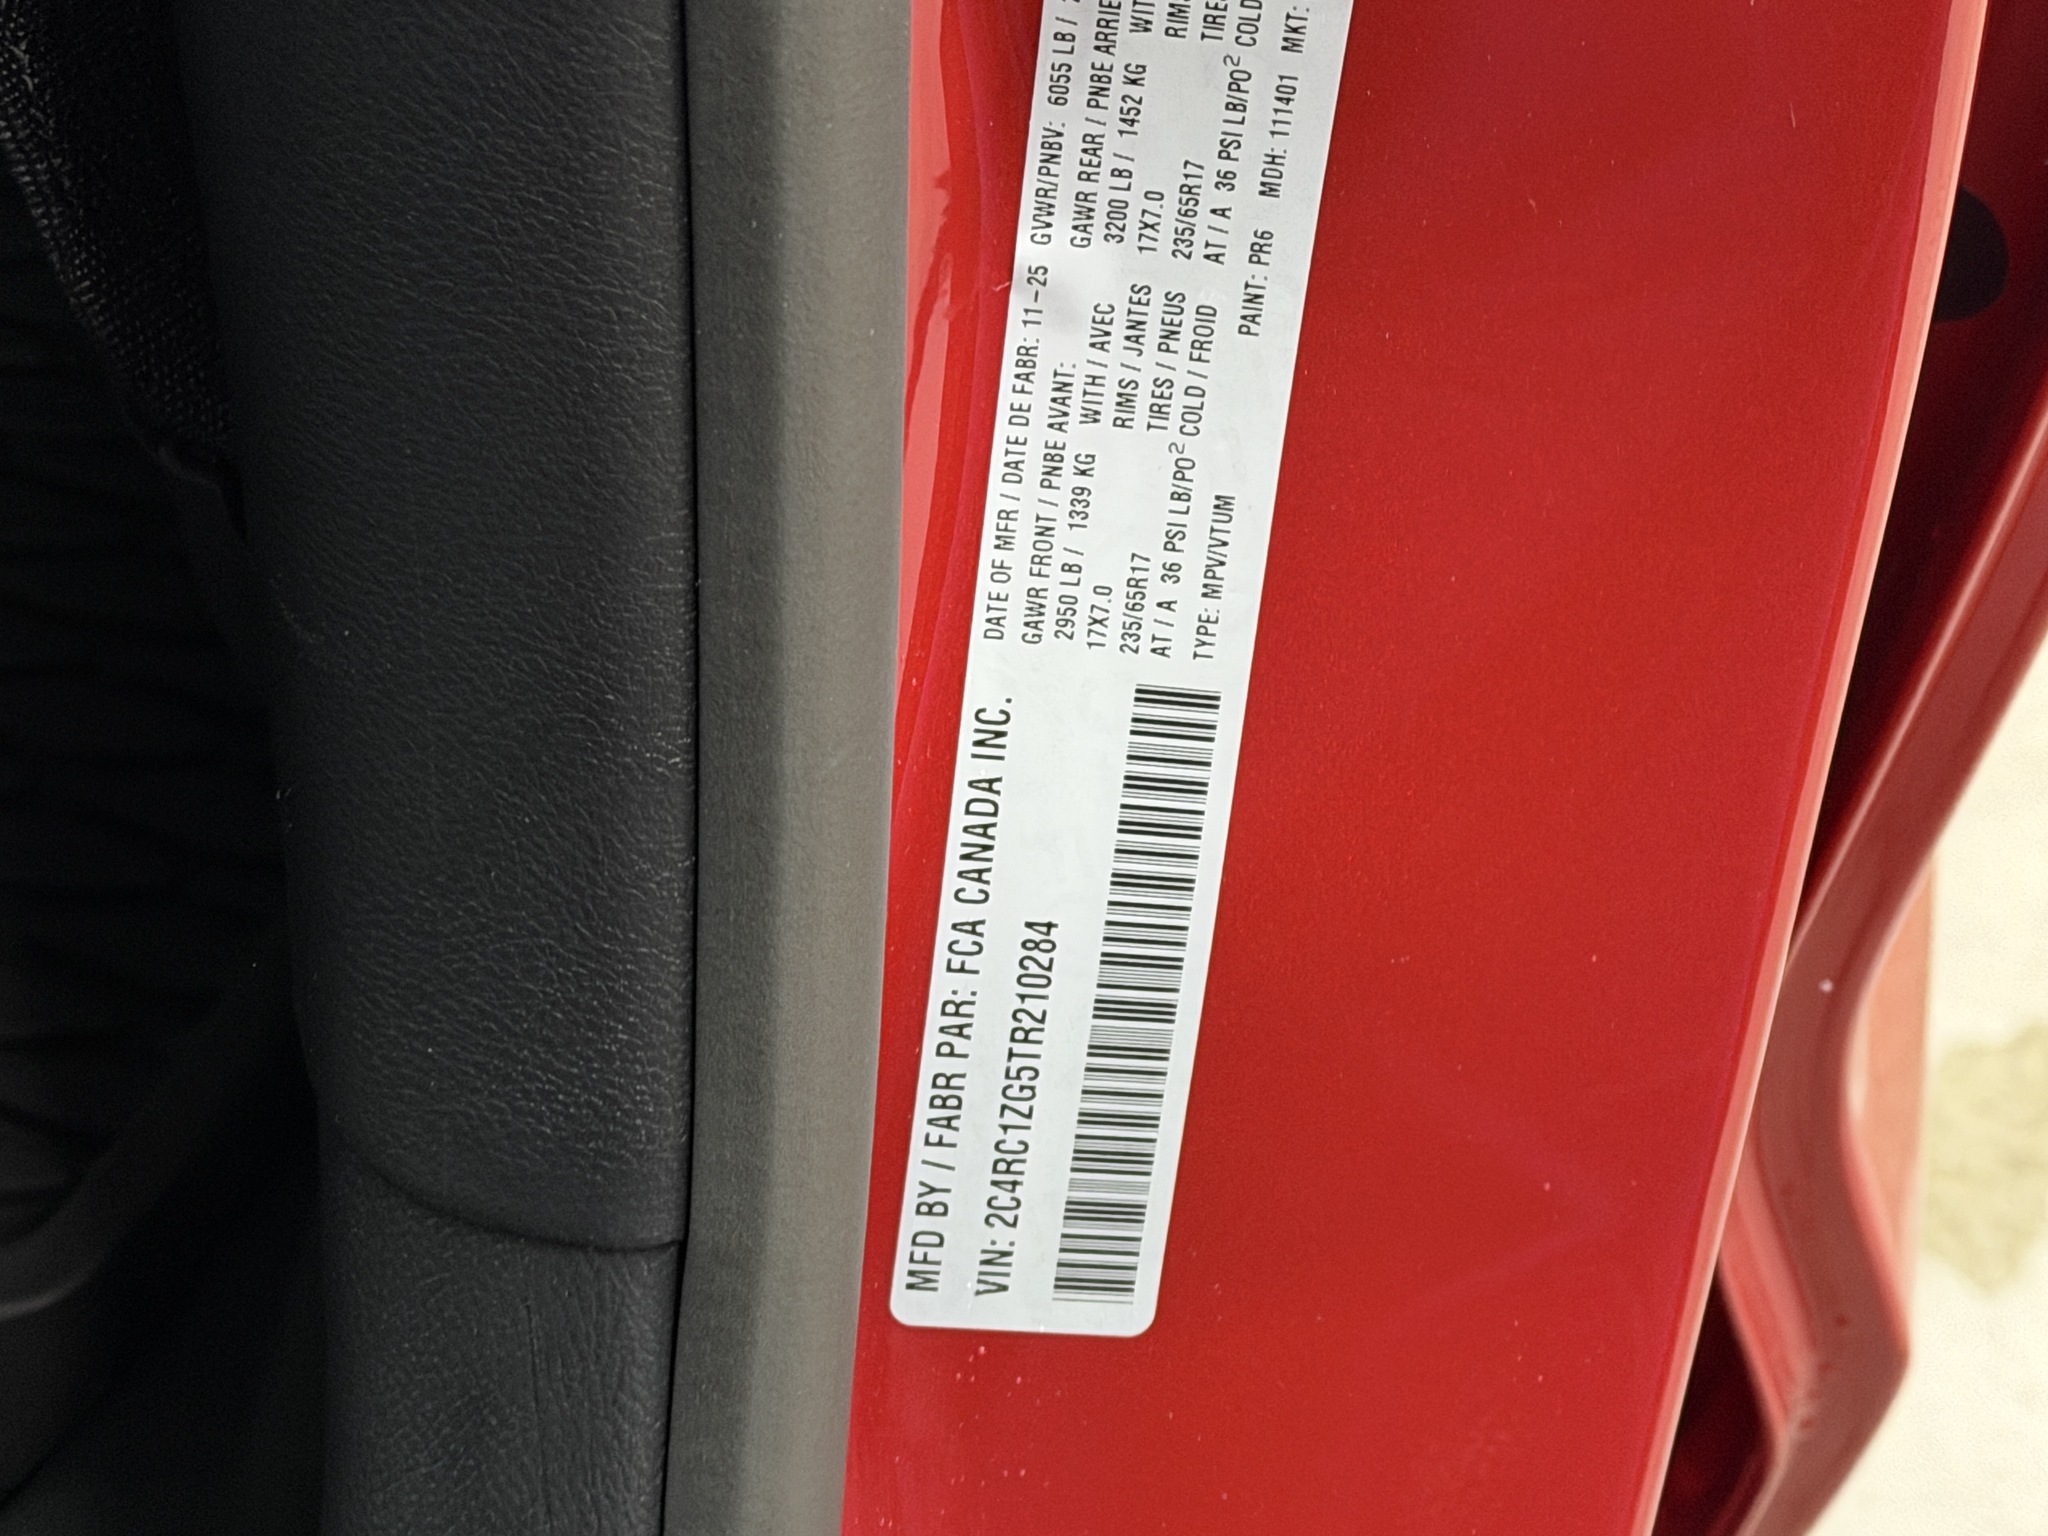 MFD BY / FABR PAR: FCA CANADA INC.
VIN: 2C4RC1ZG5TR210284
DATE OF MFR / DATE DE FABR: 11-25 GVWR/PNBV: 6055 LB /
GAWR FRONT / PNBE AVANT: GAWR REAR / PNBE ARRIE
2950 LB / 1339 KG WITH / AVEC 3200 LB / 1452 KG WIT
17X7.0 RIMS / JANTES 17X7.0 RIMS
235/65R17 TIRES / PNEUS 235/65R17 TIRE
AT / A 36 PSI LB/PO² COLD / FROID AT / A 36 PSI LB/PO² COLD
TYPE: MPV/VTUM PAINT: PR6 MDH: 111401 MKT: